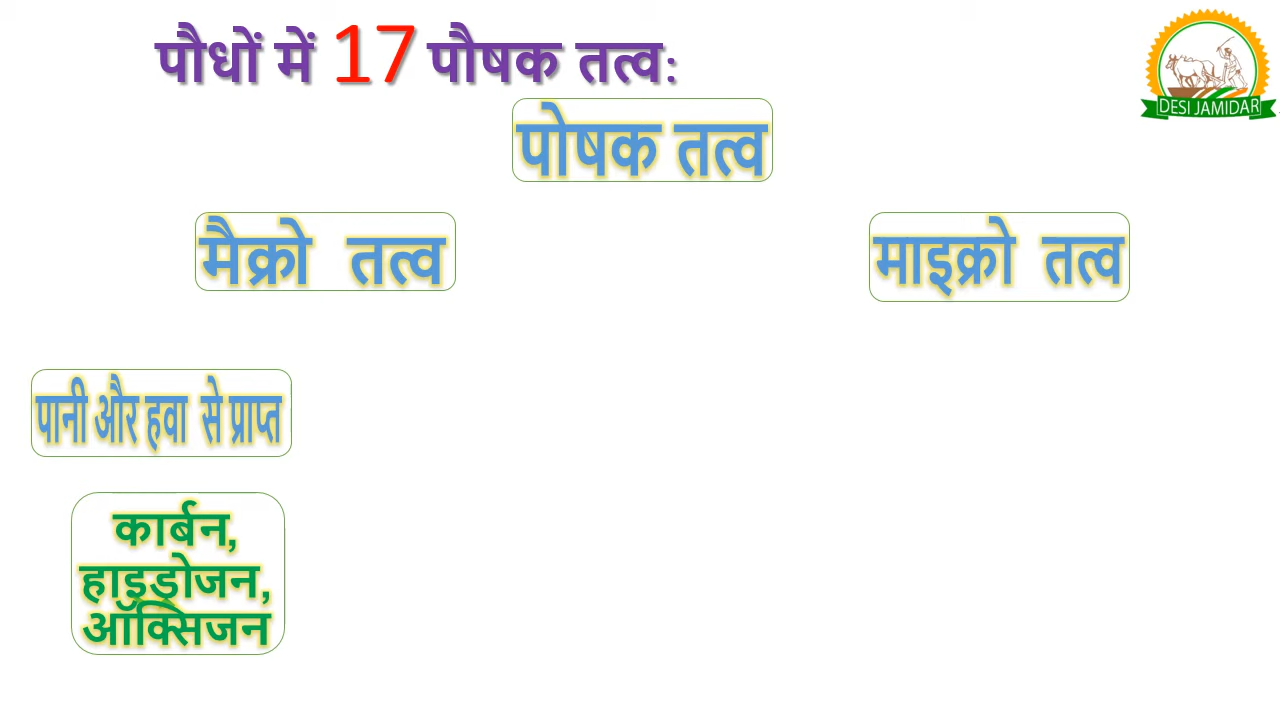 पौधों में 17 पौषक तत्व:
DESI JAMIDAR
पोषक तत्व
मैक्रो तत्व
माइक्रो तत्व
पानी और हवा से प्राप्त
कार्बन,
हाइड्रोजन,
ऑक्सिजन